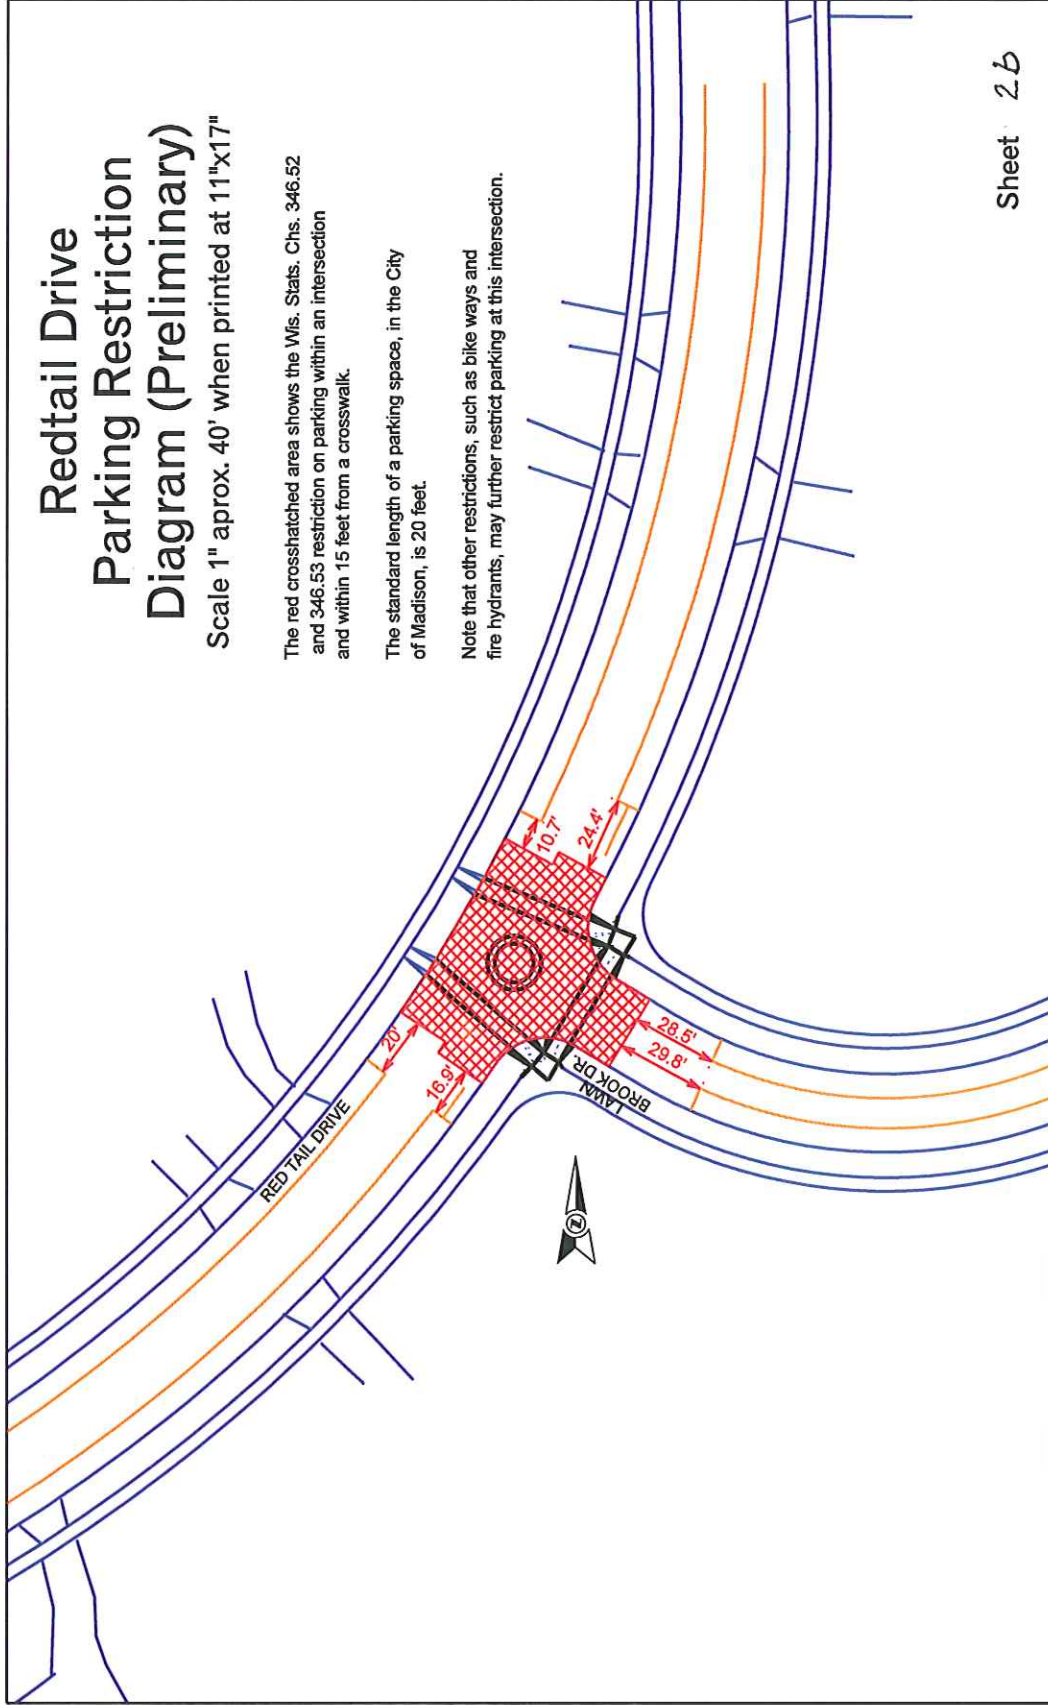 Redtail Drive
Parking Restriction
Diagram (Preliminary)
Scale 1" aprox. 40' when printed at 11"x17"
The red crosshatched area shows the Wis. Stats. Chs. 346.52
and 346.53 restriction on parking within an intersection
and within 15 feet from a crosswalk.
The standard length of a parking space, in the City
of Madison, is 20 feet.
Note that other restrictions, such as bike ways and
fire hydrants, may further restrict parking at this intersection.
RED TAIL DRIVE
20'
16.9'
10.7'
24.4'
28.5'
29.8'
LAWN
BROOK DR.
Z
Sheet 2b